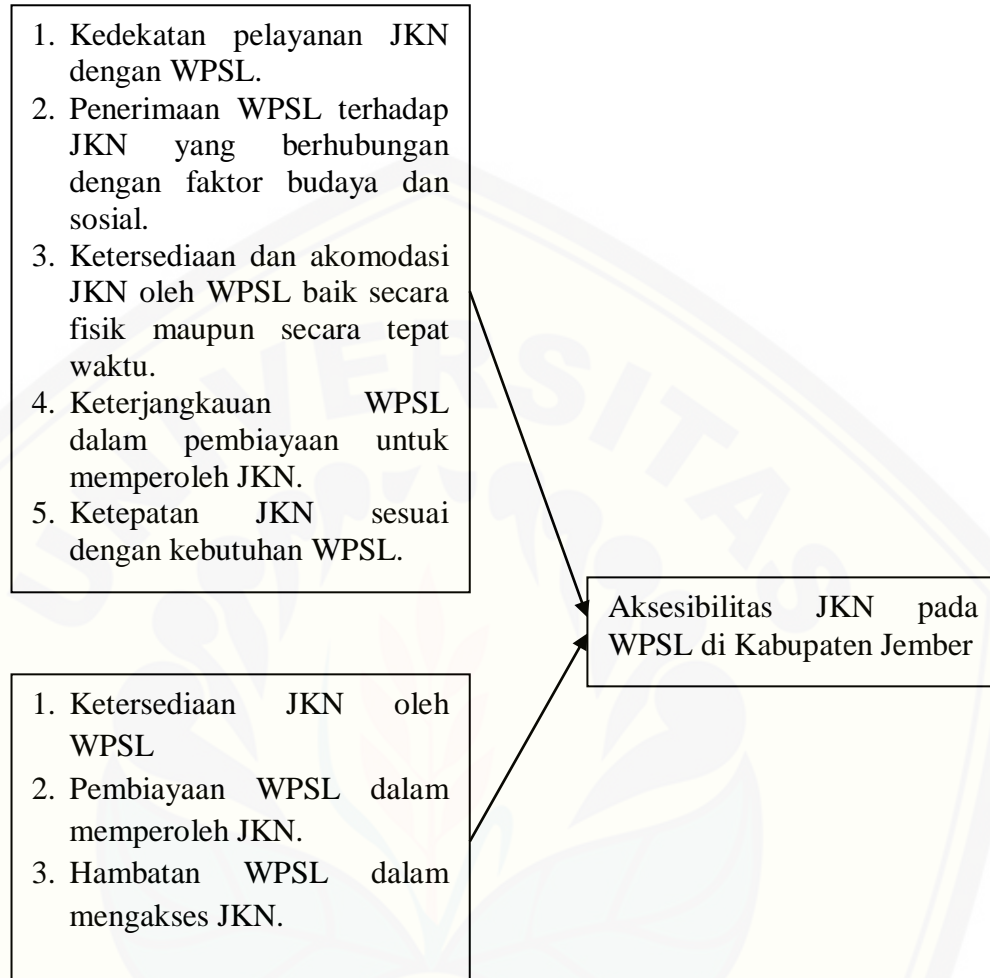 1. Kedekatan pelayanan JKN
dengan WPSL.
2. Penerimaan WPSL terhadap
JKN yang berhubungan
dengan faktor budaya dan
sosial.
3. Ketersediaan dan akomodasi
JKN oleh WPSL baik secara
fisik maupun secara tepat
waktu.
4. Keterjangkauan WPSL
dalam pembiayaan untuk
memperoleh JKN.
5. Ketepatan JKN sesuai
dengan kebutuhan WPSL.
Aksesibilitas JKN pada
WPSL di Kabupaten Jember
1. Ketersediaan JKN oleh
WPSL
2. Pembiayaan WPSL dalam
memperoleh JKN.
3. Hambatan WPSL dalam
mengakses JKN.
UNIVERSITAS